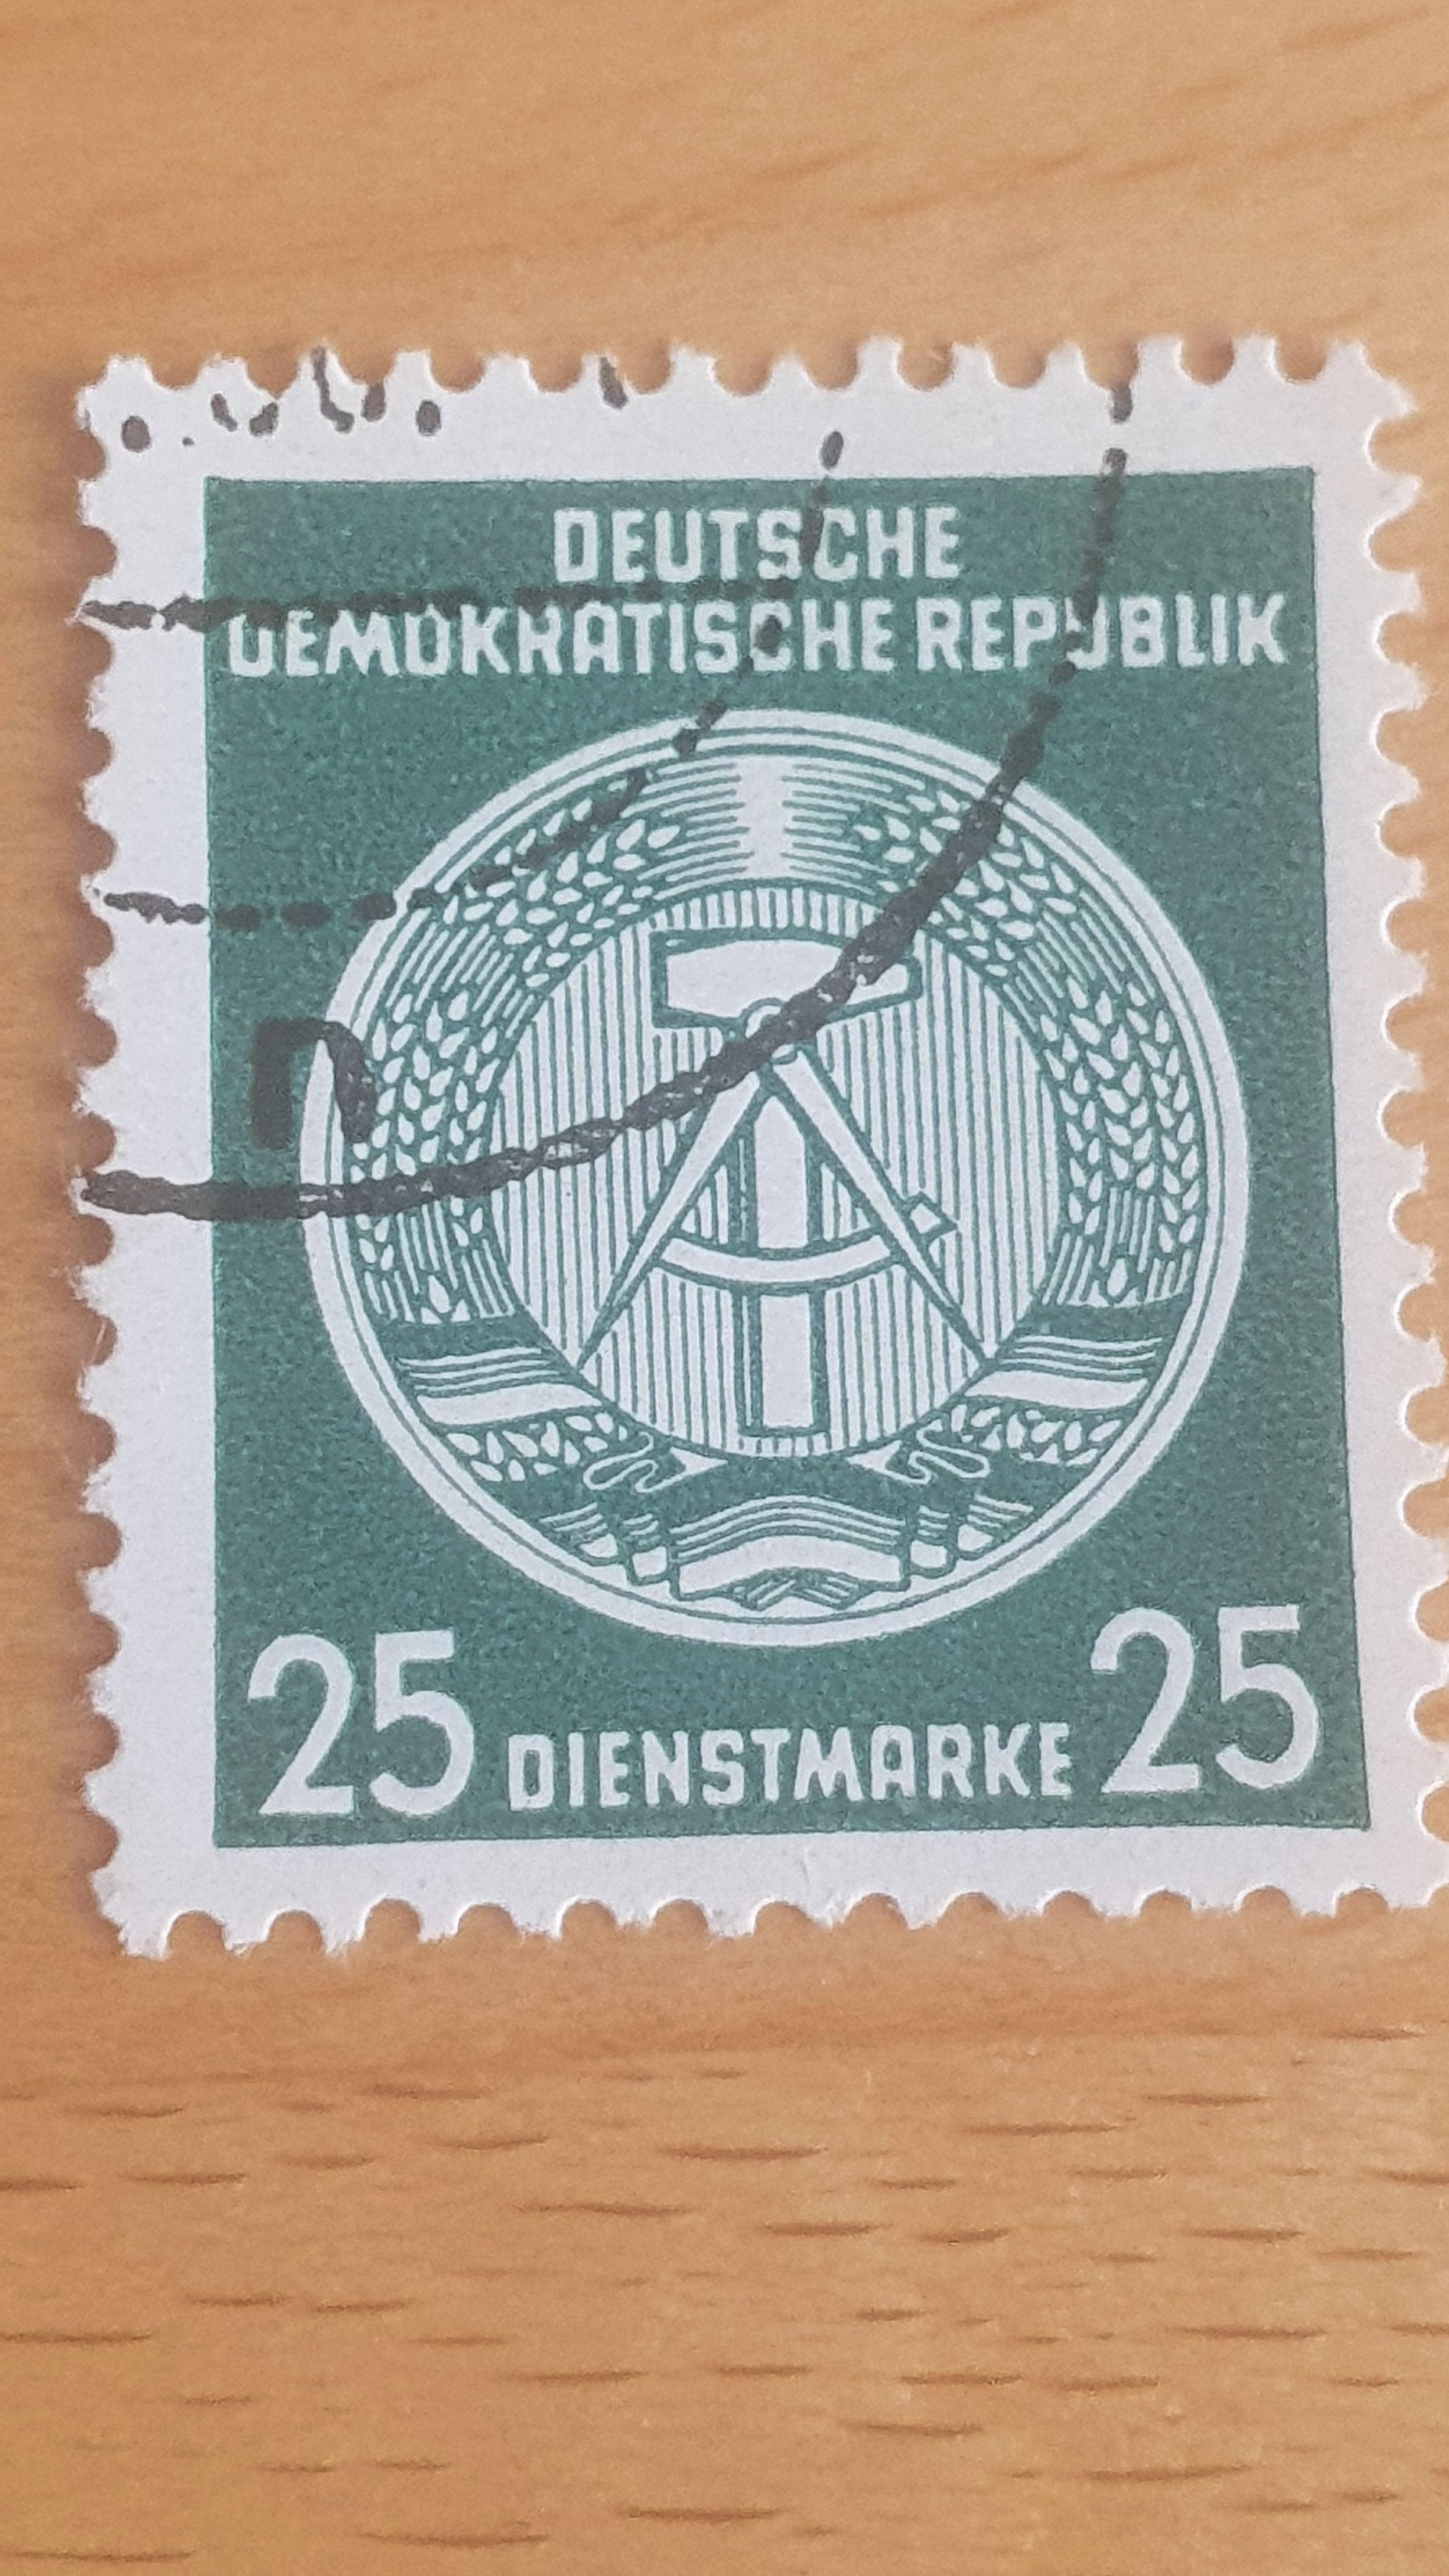 DEUTSCHE
DEMOKRATISCHE REPUBLIK
25 DIENSTMARKE 25